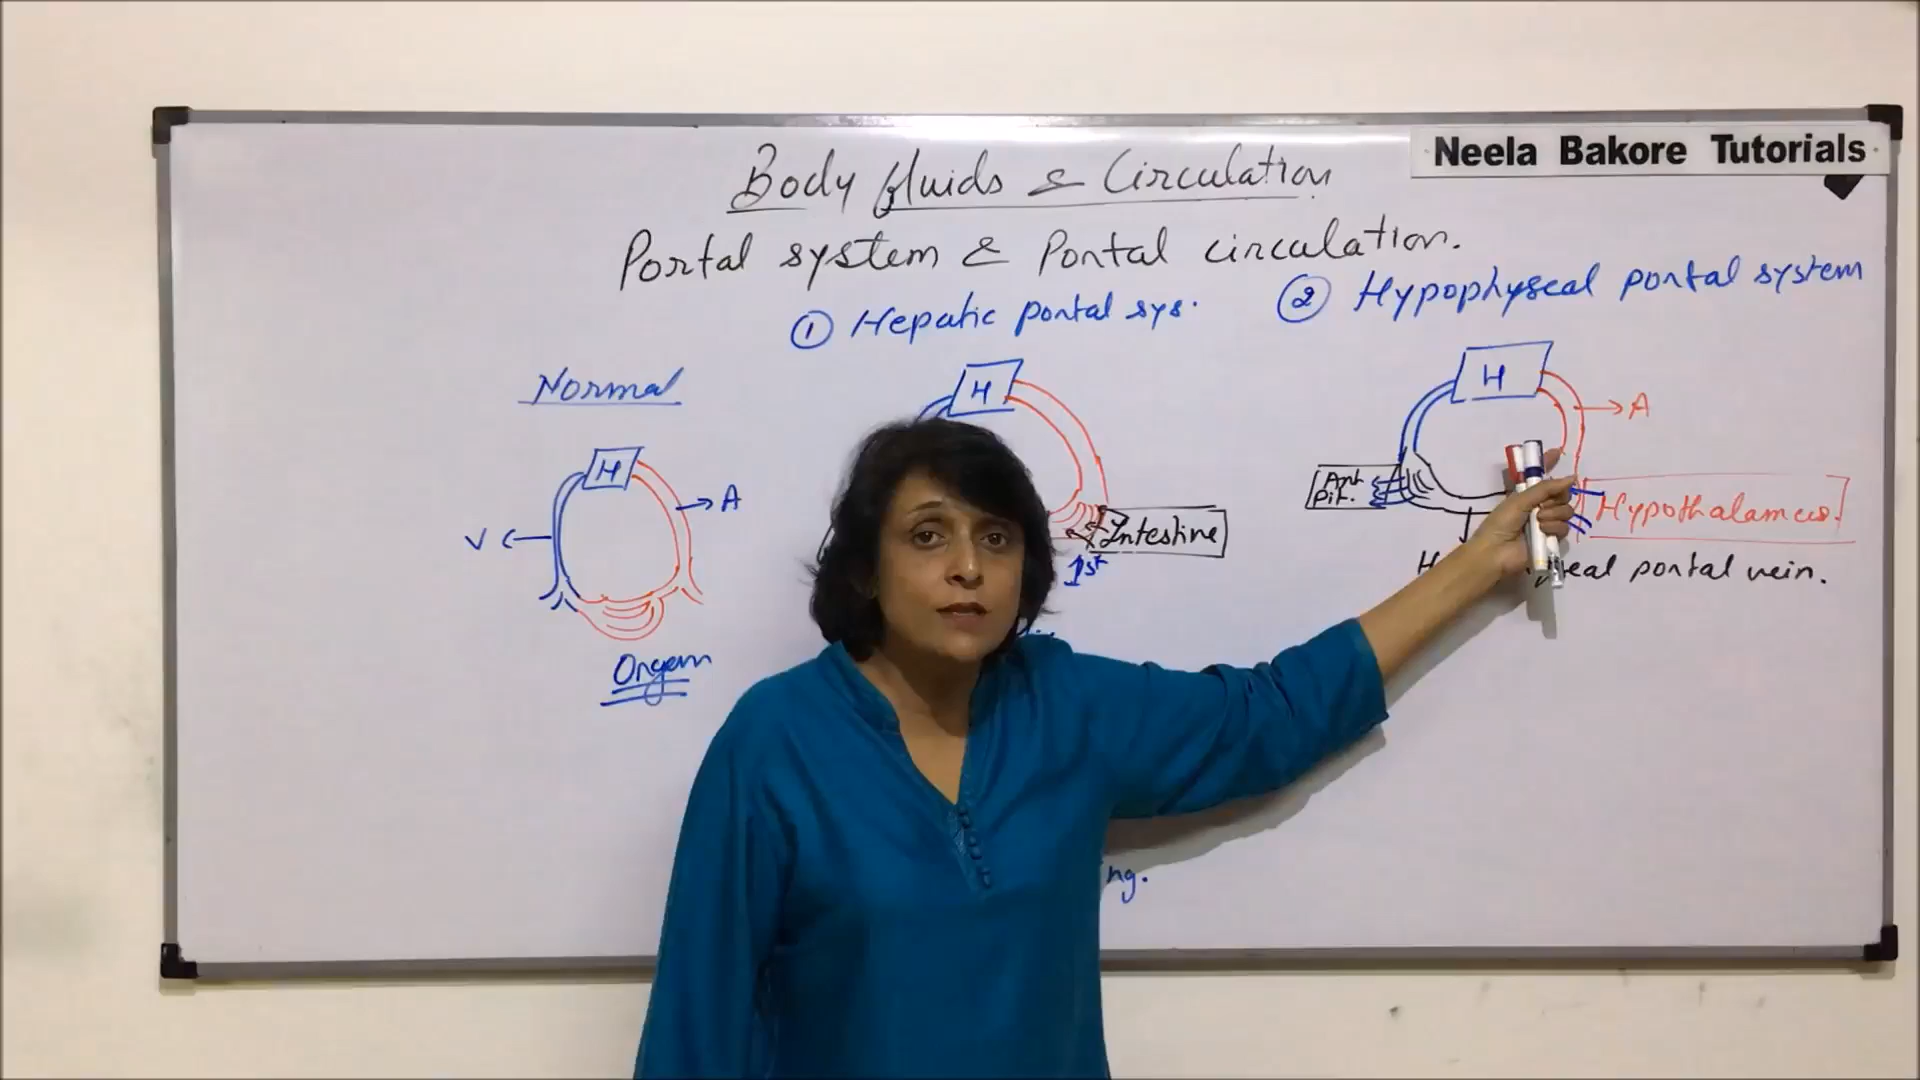 Neela Bakore Tutorials
Body fluids & Circulation
Portal system & Portal circulation.
① Hepatic portal sys.
② Hypophyseal portal system
Normal
H
A
V
Organ
H
Intestine
1st
ng.
H
A
Ant.
Pit.
Hypothalamus.
H eal portal vein.